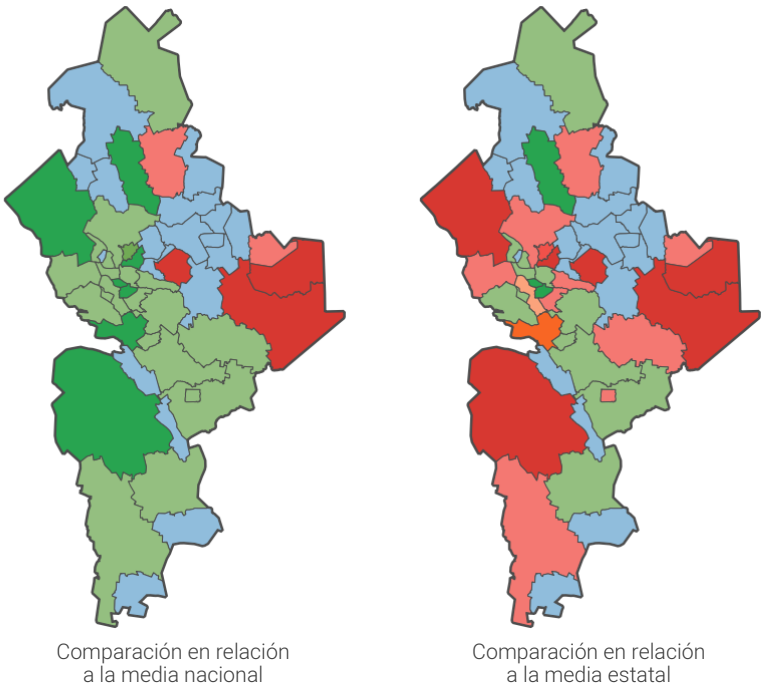 Comparación en relación
a la media nacional
Comparación en relación
a la media estatal